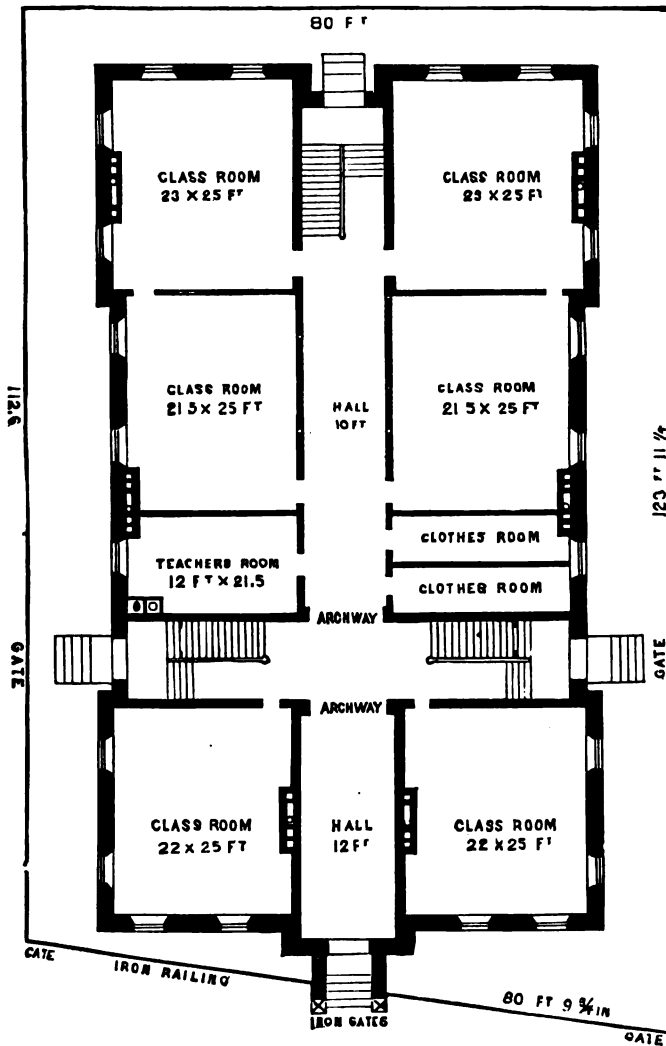 80 FT
CLASS ROOM
23 X 25 FT
CLASS ROOM
23 X 25 FT
CLASS ROOM
21.5 X 25 FT
HALL
10 FT
CLASS ROOM
21.5 X 25 FT
112.6
123 FT 11
TEACHERS ROOM
12 FT X 21.5
CLOTHES ROOM
CLOTHES ROOM
ARCHWAY
GATE
GATE
ARCHWAY
CLASS ROOM
22 X 25 FT
HALL
12 FT
CLASS ROOM
22 X 25 FT
GATE
IRON RAILING
IRON GATES
80 FT 9 3/4 IN
GATE